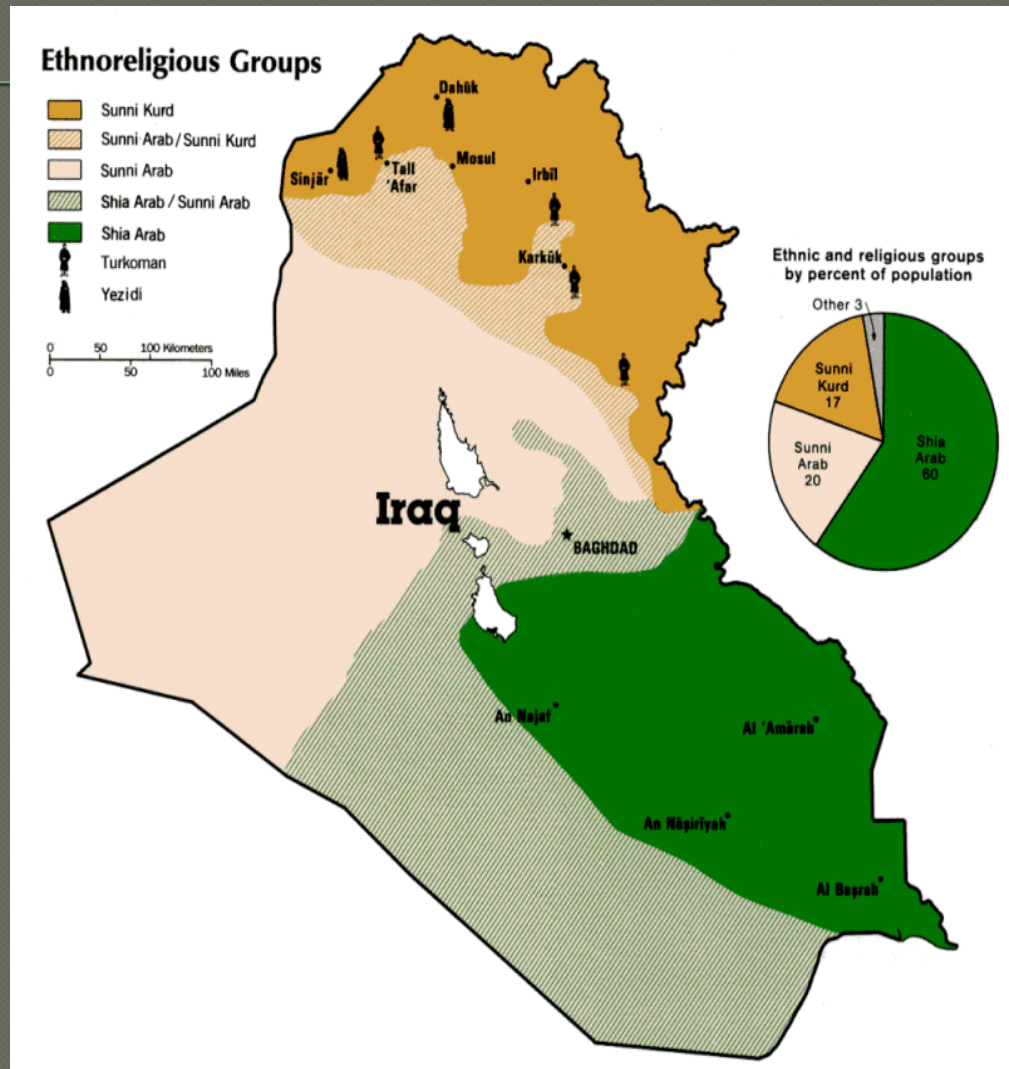 Ethnoreligious Groups
Sunni Kurd
Sunni Arab/Sunni Kurd
Sunni Arab
Shia Arab/Sunni Arab
Shia Arab
Turkoman
Yezidi
0 50 100 Kilometers
0 50 100 Miles
Dahūk
Mosul
Sinjār
Tall
'Afar
Irbīl
Karkūk
Ethnic and religious groups
by percent of population
Other 3
Sunni
Kurd
17
Sunni
Arab
20
Shia
Arab
60
Iraq
BAGHDAD
An Najaf
Al 'Amārah
An Nāşirīyah
Al Başrah